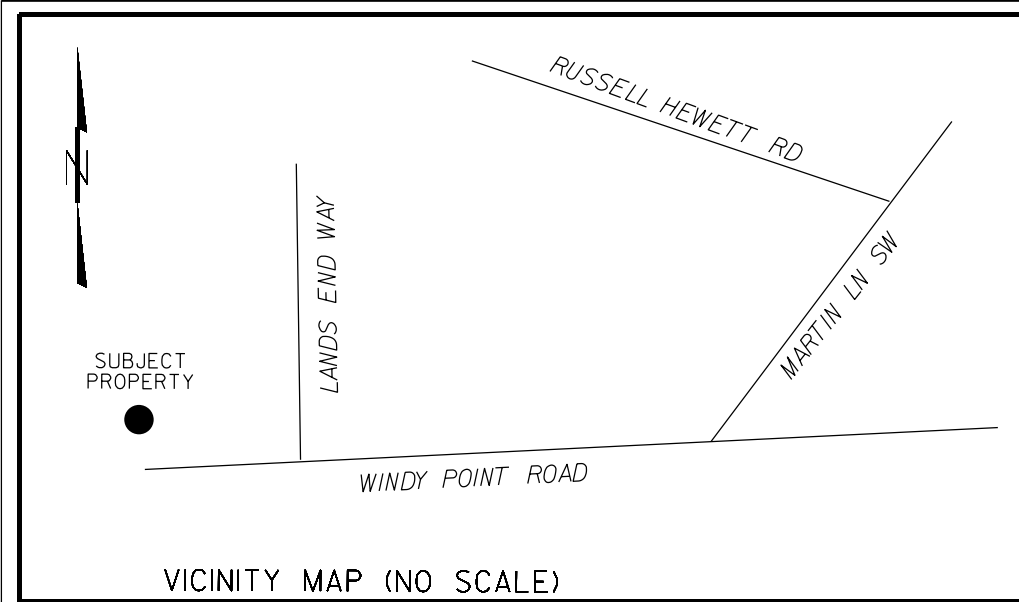 RUSSELL HEWETT RD
N
LANDS END WAY
MARTIN LN SW
SUBJECT
PROPERTY
WINDY POINT ROAD
VICINITY MAP (NO SCALE)